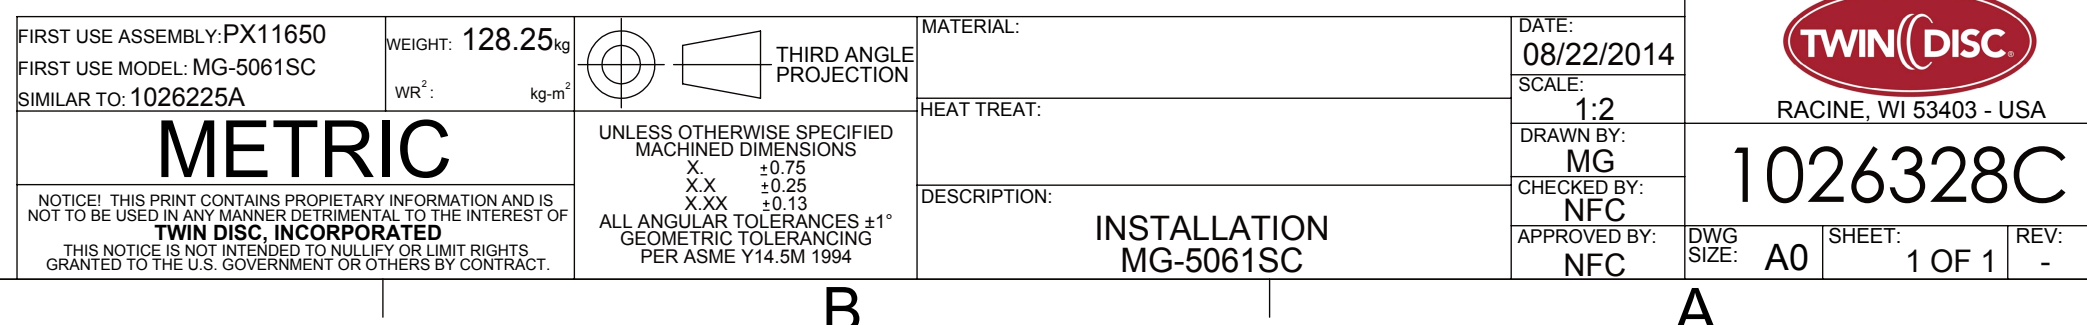 FIRST USE ASSEMBLY:PX11650
FIRST USE MODEL: MG-5061SC
SIMILAR TO: 1026225A
WEIGHT: 128.25kg
WR²: kg-m²
THIRD ANGLE
PROJECTION
METRIC
NOTICE! THIS PRINT CONTAINS PROPIETARY INFORMATION AND IS
NOT TO BE USED IN ANY MANNER DETRIMENTAL TO THE INTEREST OF
TWIN DISC, INCORPORATED
THIS NOTICE IS NOT INTENDED TO NULLIFY OR LIMIT RIGHTS
GRANTED TO THE U.S. GOVERNMENT OR OTHERS BY CONTRACT.
UNLESS OTHERWISE SPECIFIED
MACHINED DIMENSIONS
X. ±0.75
X.X ±0.25
X.XX ±0.13
ALL ANGULAR TOLERANCES ±1°
GEOMETRIC TOLERANCING
PER ASME Y14.5M 1994
MATERIAL:
HEAT TREAT:
DESCRIPTION:
INSTALLATION
MG-5061SC
DATE:
08/22/2014
SCALE:
1:2
DRAWN BY:
MG
CHECKED BY:
NFC
APPROVED BY:
NFC
TWIN DISC®
RACINE, WI 53403 - USA
1026328C
DWG
SIZE: A0
SHEET:
1 OF 1
REV:
-
B
A